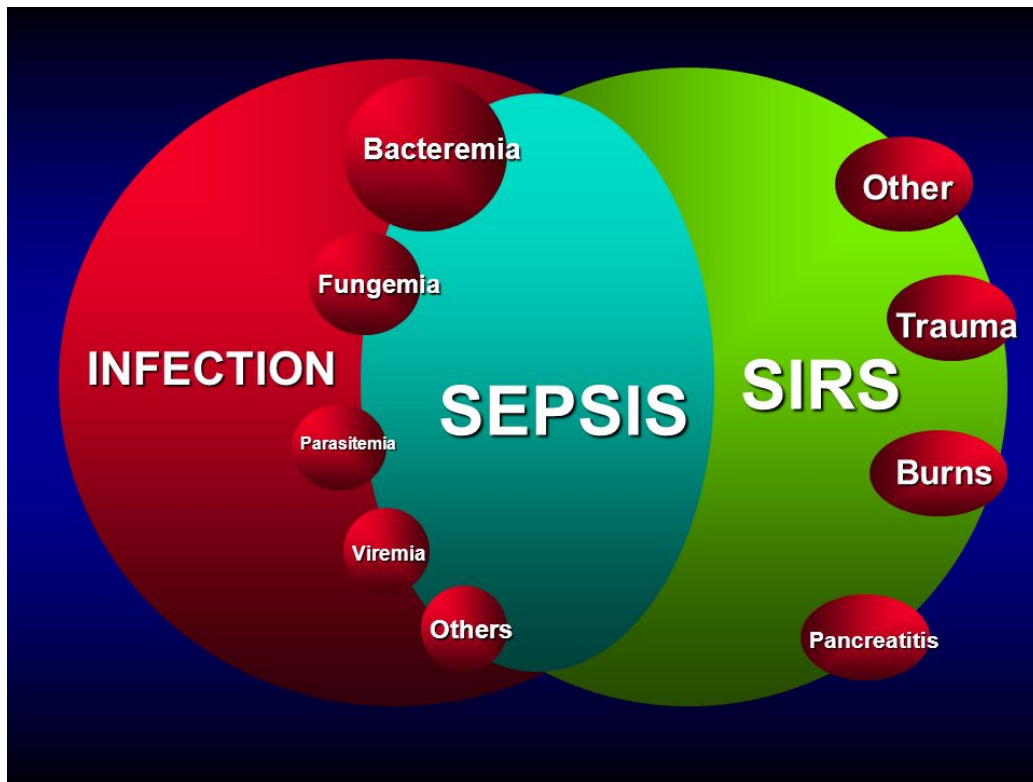 Bacteremia
Fungemia
INFECTION
Parasitemia
Viremia
Others
SEPSIS
SIRS
Other
Trauma
Burns
Pancreatitis